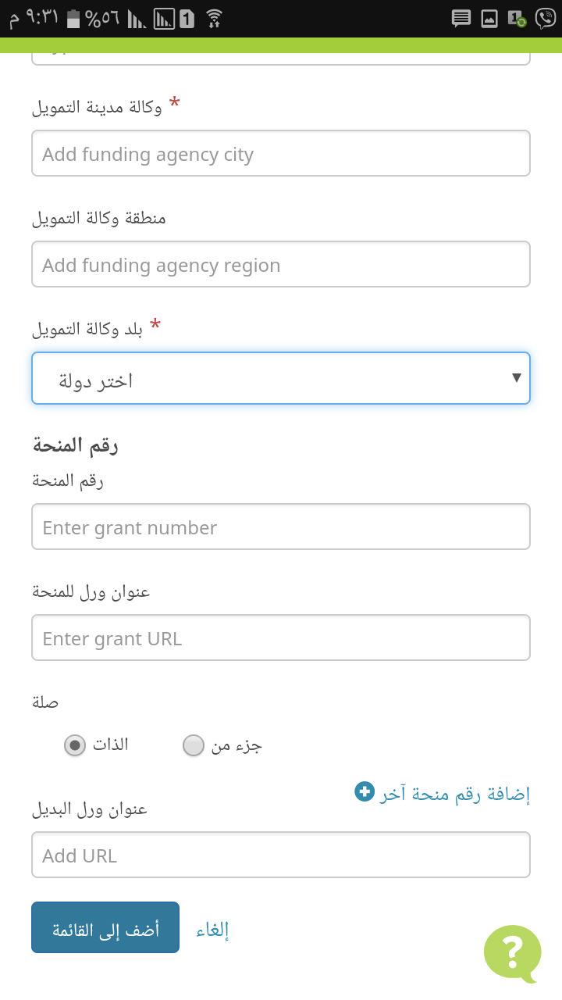 ٩:٣١ م
%٥٦
1
1
وكالة مدينة التمويل *
Add funding agency city
منطقة وكالة التمويل
Add funding agency region
بلد وكالة التمويل *
اختر دولة
رقم المنحة
رقم المنحة
Enter grant number
عنوان ورل للمنحة
Enter grant URL
صلة
الذات
جزء من
إضافة رقم منحة آخر
عنوان ورل البديل
Add URL
أضف إلى القائمة
إلغاء
?